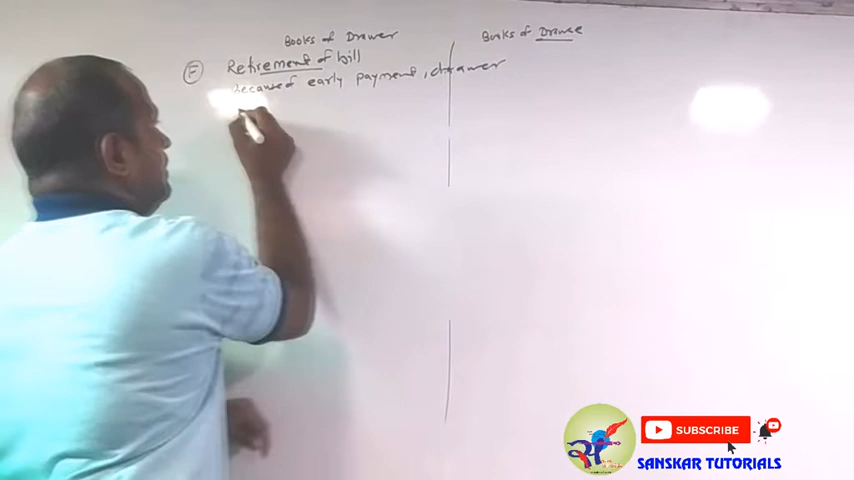 Books of Drawer
Books of Drawee
F Retirement of bill
Because of early payment, drawer
SUBSCRIBE
SANSKAR TUTORIALS